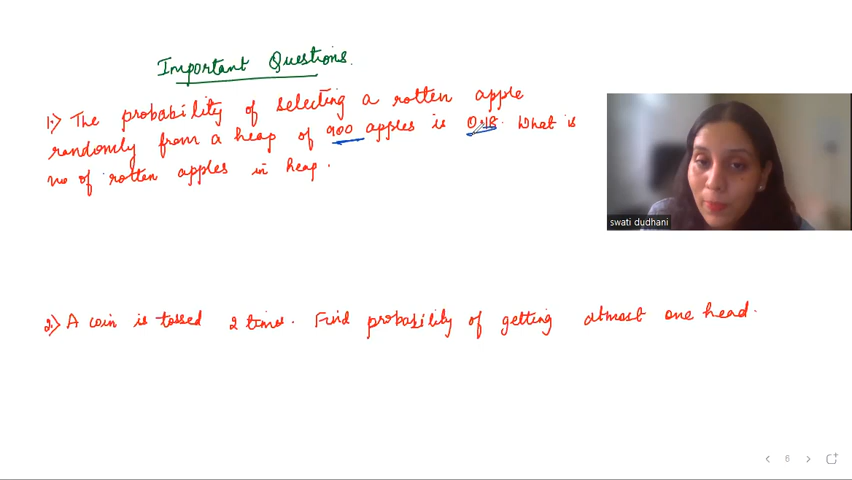 Important Questions.
1.) The probability of selecting a rotten apple
randomly from a heap of 900 apples is 0.18. What is
no of rotten apples in heap.
swati dudhani
2.) A coin is tossed 2 times. Find probability of getting atmost one head.
8